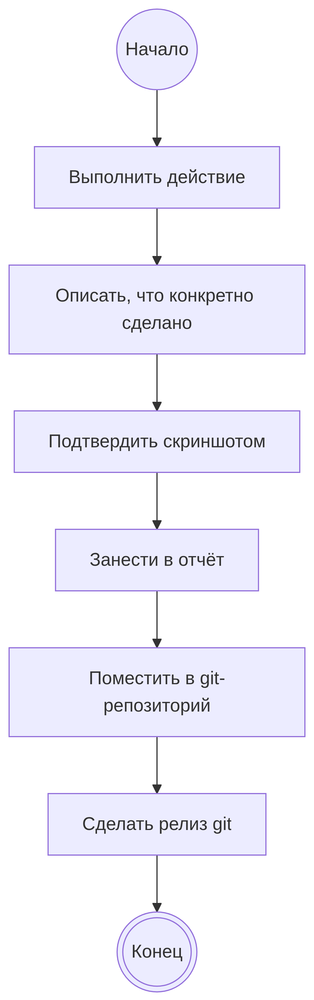 Начало
Выполнить действие
Описать, что конкретно
сделано
Подтвердить скриншотом
Занести в отчёт
Поместить в git-
репозиторий
Сделать релиз git
Конец